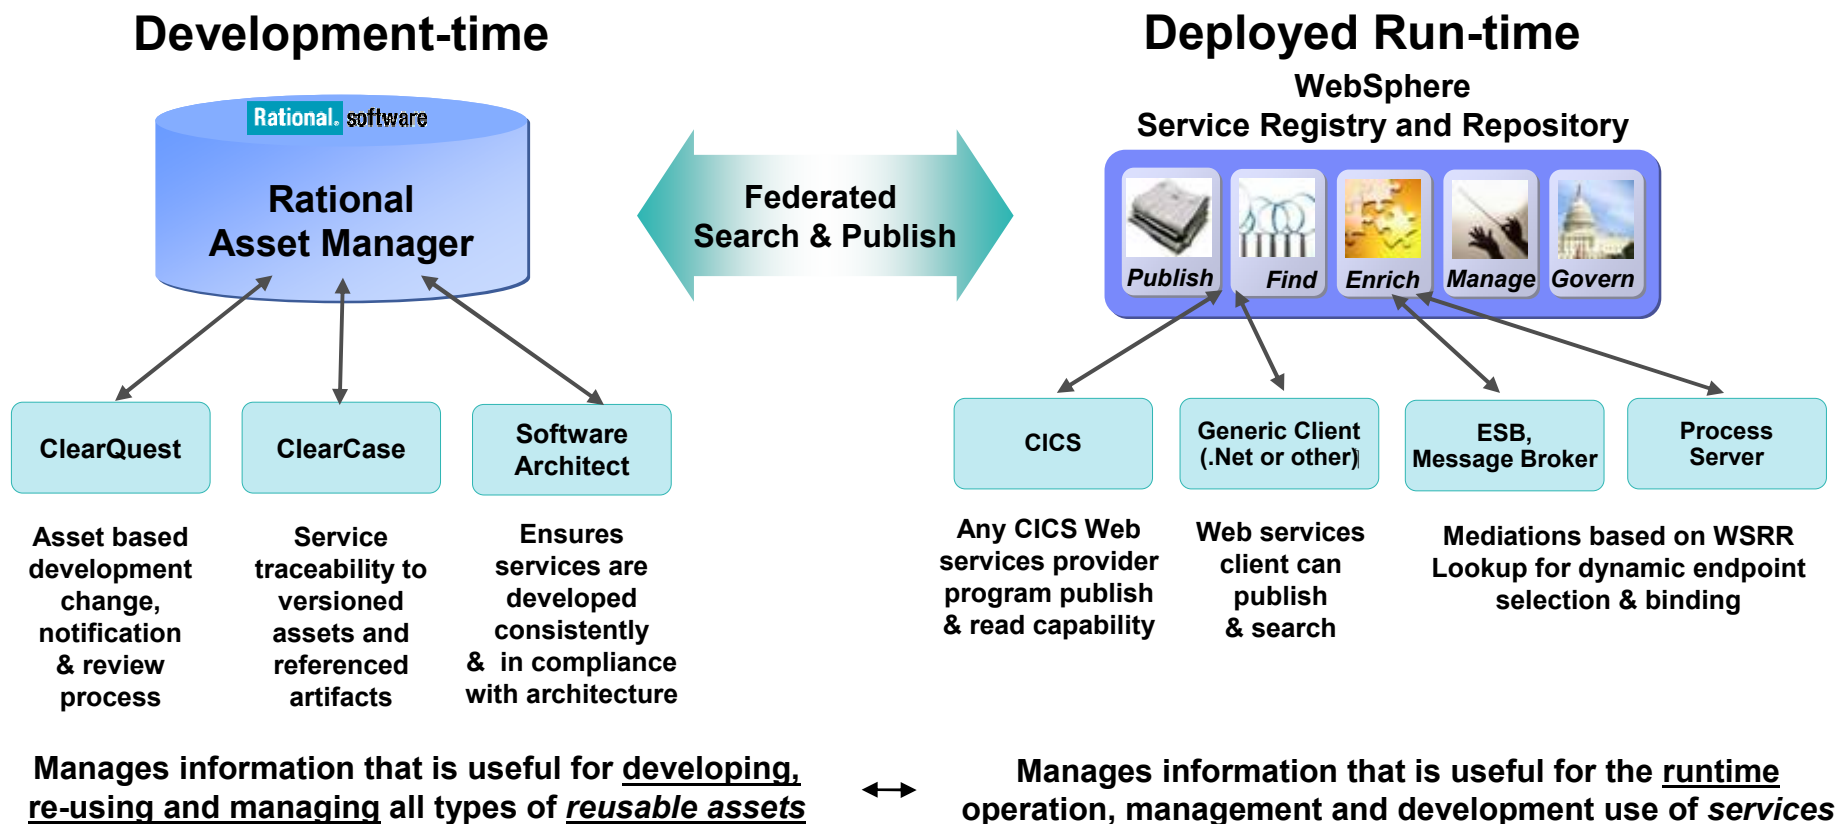 Development-time
Rational. software
Rational
Asset Manager
Federated
Search & Publish
Deployed Run-time
WebSphere
Service Registry and Repository
Publish
Find
Enrich
Manage
Govern
ClearQuest
ClearCase
Software
Architect
CICS
Generic Client
(.Net or other)
ESB,
Message Broker
Process
Server
Asset based
development
change,
notification
& review
process
Service
traceability to
versioned
assets and
referenced
artifacts
Ensures
services are
developed
consistently
& in compliance
with architecture
Any CICS Web
services provider
program publish
& read capability
Web services
client can
publish
& search
Mediations based on WSRR
Lookup for dynamic endpoint
selection & binding
Manages information that is useful for developing,
re-using and managing all types of reusable assets
Manages information that is useful for the runtime
operation, management and development use of services